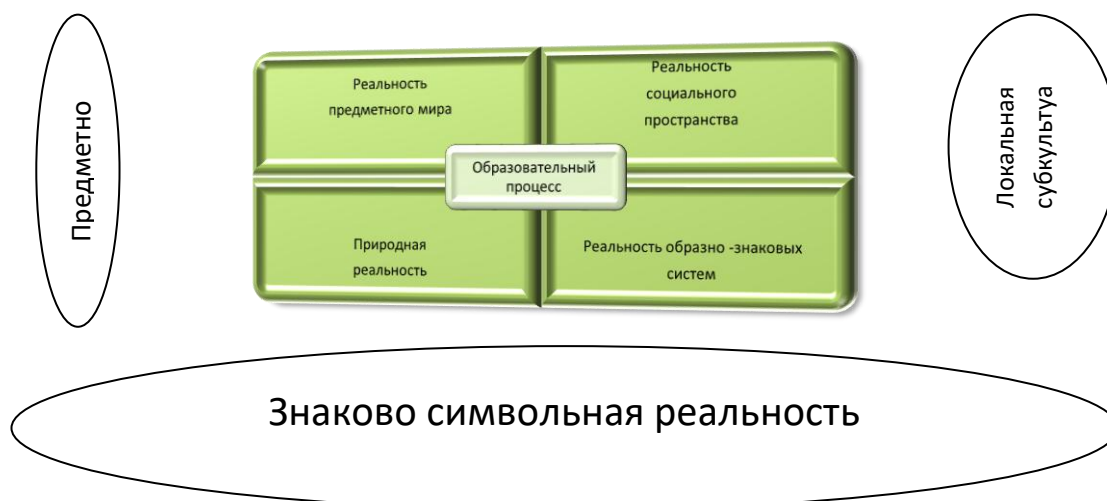 Предметно
Реальность
предметного мира
Реальность
социального
пространства
Образовательный
процесс
Природная
реальность
Реальность образно -знаковых
систем
Локальная
субкультуа
Знаково символьная реальность